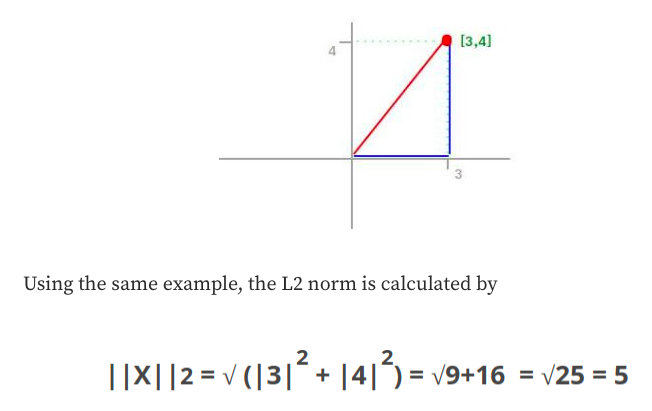 4
[3,4]
3
Using the same example, the L2 norm is calculated by
||X||2 = √ (|3|² + |4|²) = √9+16 = √25 = 5